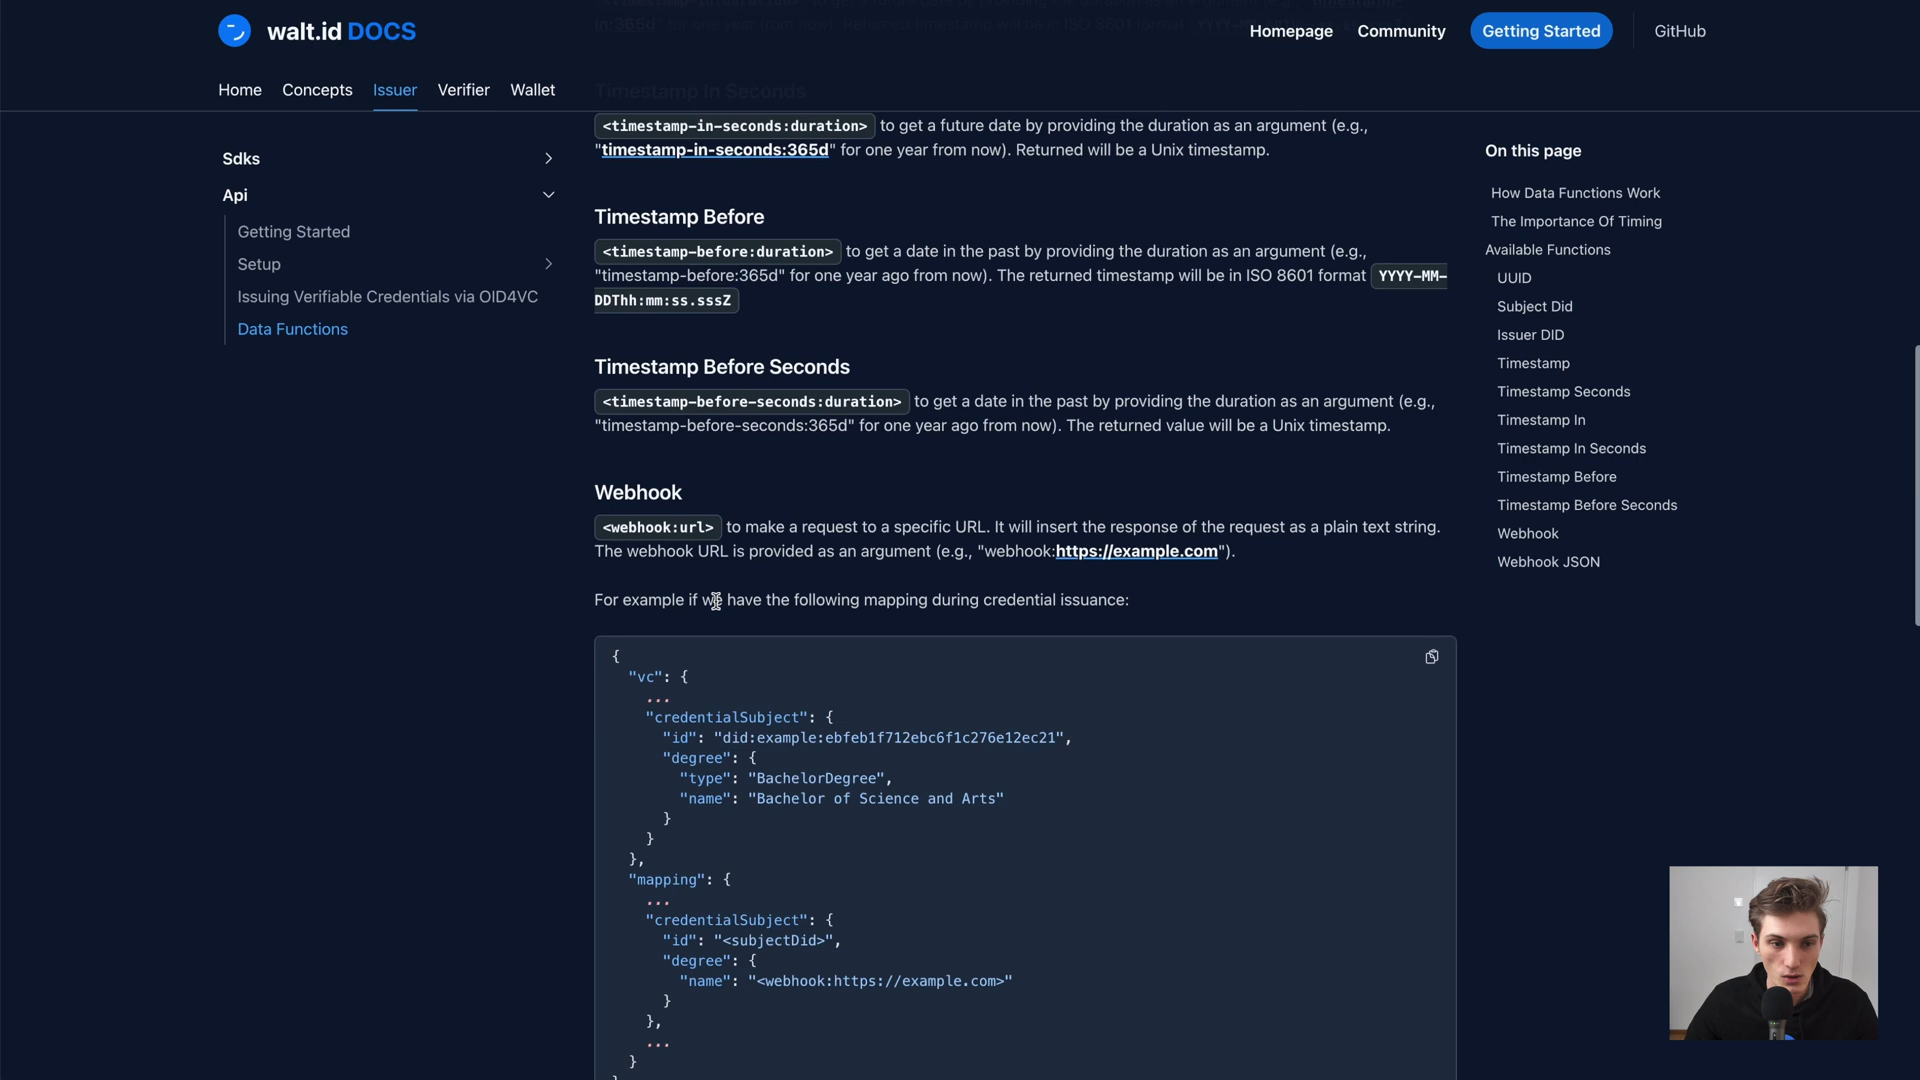 walt.id DOCS
Homepage
Community
Getting Started
GitHub
Home
Concepts
Issuer
Verifier
Wallet
Sdks
Api
Getting Started
Setup
Issuing Verifiable Credentials via OID4VC
Data Functions
Timestamp In Seconds
<timestamp-in-seconds:duration> to get a future date by providing the duration as an argument (e.g.,
"timestamp-in-seconds:365d" for one year from now). Returned will be a Unix timestamp.
Timestamp Before
<timestamp-before:duration> to get a date in the past by providing the duration as an argument (e.g.,
"timestamp-before:365d" for one year ago from now). The returned timestamp will be in ISO 8601 format YYYY-MM-
DDThh:mm:ss.sssZ
Timestamp Before Seconds
<timestamp-before-seconds:duration> to get a date in the past by providing the duration as an argument (e.g.,
"timestamp-before-seconds:365d" for one year ago from now). The returned value will be a Unix timestamp.
Webhook
<webhook:url> to make a request to a specific URL. It will insert the response of the request as a plain text string.
The webhook URL is provided as an argument (e.g., "webhook:https://example.com").
For example if we have the following mapping during credential issuance:
{
"vc": {
...
"credentialSubject": {
"id": "did:example:ebfeb1f712ebc6f1c276e12ec21",
"degree": {
"type": "BachelorDegree",
"name": "Bachelor of Science and Arts"
}
}
},
"mapping": {
...
"credentialSubject": {
"id": "<subjectDid>",
"degree": {
"name": "<webhook:https://example.com>"
}
},
...
}
On this page
How Data Functions Work
The Importance Of Timing
Available Functions
UUID
Subject Did
Issuer DID
Timestamp
Timestamp Seconds
Timestamp In
Timestamp In Seconds
Timestamp Before
Timestamp Before Seconds
Webhook
Webhook JSON